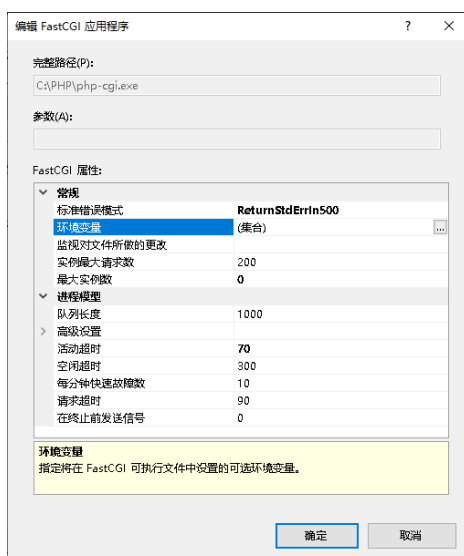 编辑 FastCGI 应用程序
完整路径(P):
C:\PHP\php-cgi.exe
参数(A):
FastCGI 属性:
常规
标准错误模式 ReturnStdErrIn500
环境变量 (集合) ...
监视对文件所做的更改
实例最大请求数 200
最大实例数 0
进程模型
队列长度 1000
高级设置
活动超时 70
空闲超时 300
每分钟快速故障数 10
请求超时 90
在终止前发送信号 0
环境变量
指定将在 FastCGI 可执行文件中设置的可选环境变量。
确定 取消